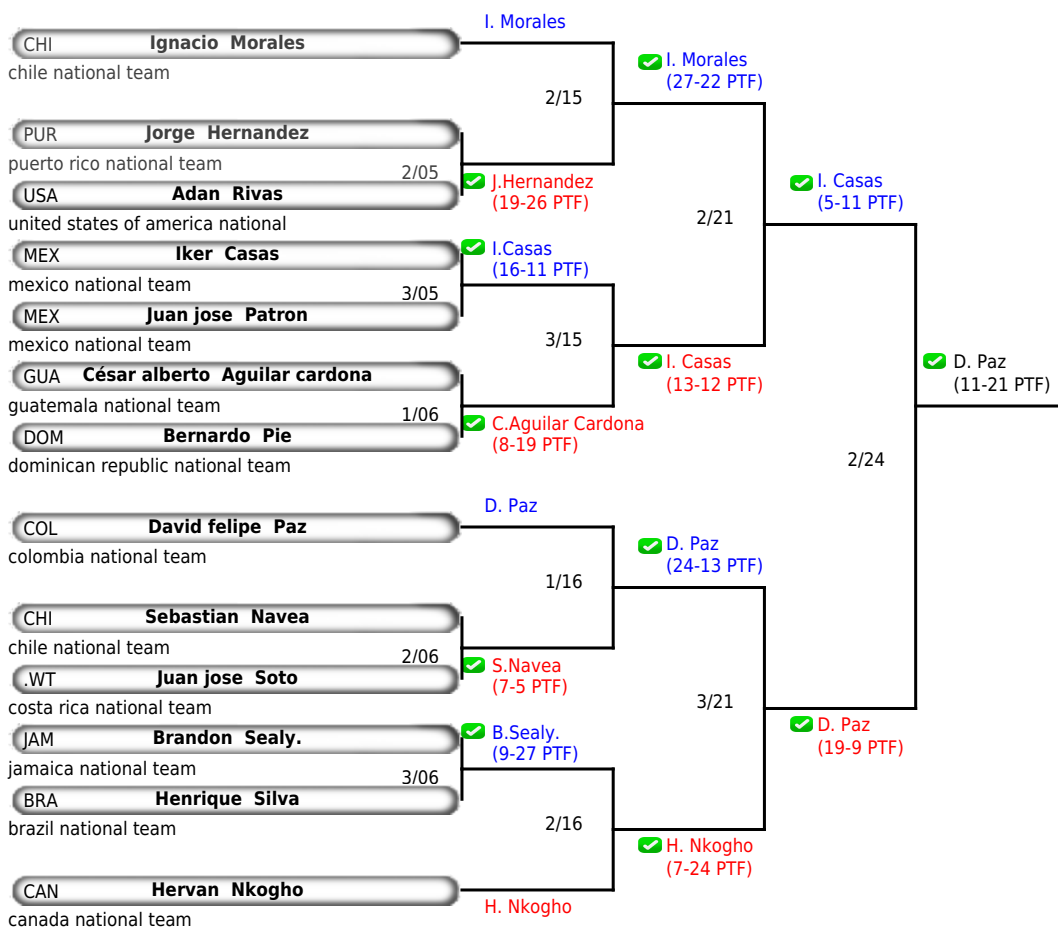 I. Morales
CHI Ignacio Morales
chile national team
I. Morales
(27-22 PTF)
2/15
PUR Jorge Hernandez
puerto rico national team
2/05
USA Adan Rivas
united states of america national
J.Hernandez
(19-26 PTF)
I. Casas
(5-11 PTF)
2/21
MEX Iker Casas
mexico national team
I.Casas
(16-11 PTF)
3/05
MEX Juan jose Patron
mexico national team
3/15
GUA César alberto Aguilar cardona
guatemala national team
I. Casas
(13-12 PTF)
D. Paz
(11-21 PTF)
1/06
DOM Bernardo Pie
dominican republic national team
C.Aguilar Cardona
(8-19 PTF)
2/24
D. Paz
COL David felipe Paz
colombia national team
D. Paz
(24-13 PTF)
1/16
CHI Sebastian Navea
chile national team
2/06
.WT Juan jose Soto
costa rica national team
S.Navea
(7-5 PTF)
3/21
JAM Brandon Sealy.
jamaica national team
B.Sealy.
(9-27 PTF)
D. Paz
(19-9 PTF)
3/06
BRA Henrique Silva
brazil national team
2/16
H. Nkogho
(7-24 PTF)
CAN Hervan Nkogho
canada national team
H. Nkogho